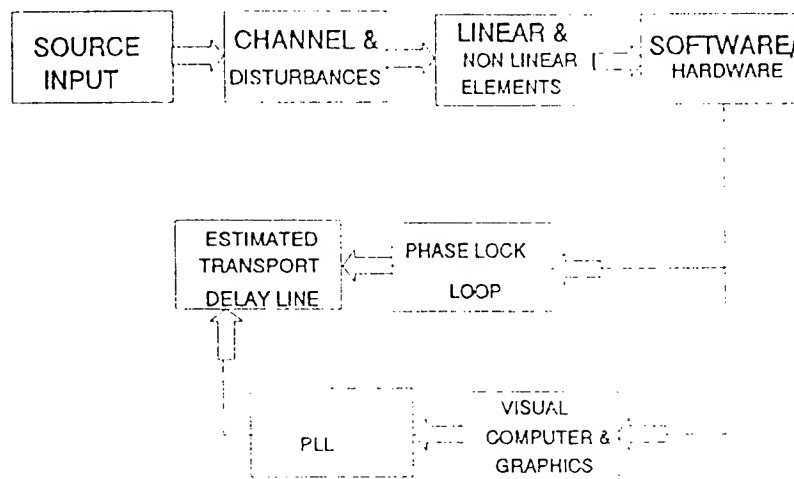 SOURCE
INPUT
CHANNEL &
DISTURBANCES
LINEAR &
NON LINEAR
ELEMENTS
SOFTWARE/
HARDWARE
ESTIMATED
TRANSPORT
DELAY LINE
PHASE LOCK
LOOP
PLL
VISUAL
COMPUTER &
GRAPHICS